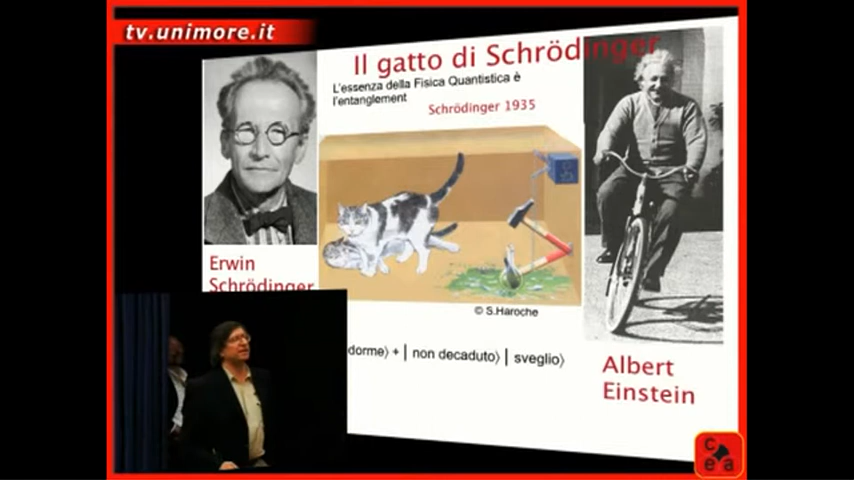 tv.unimore.it
Il gatto di Schrödinger
L'essenza della Fisica Quantistica è
l'entanglement
Schrödinger 1935
Erwin
Schrödinger
© S.Haroche
dorme⟩ + | non decaduto⟩ | sveglio⟩
Albert
Einstein
c
e a